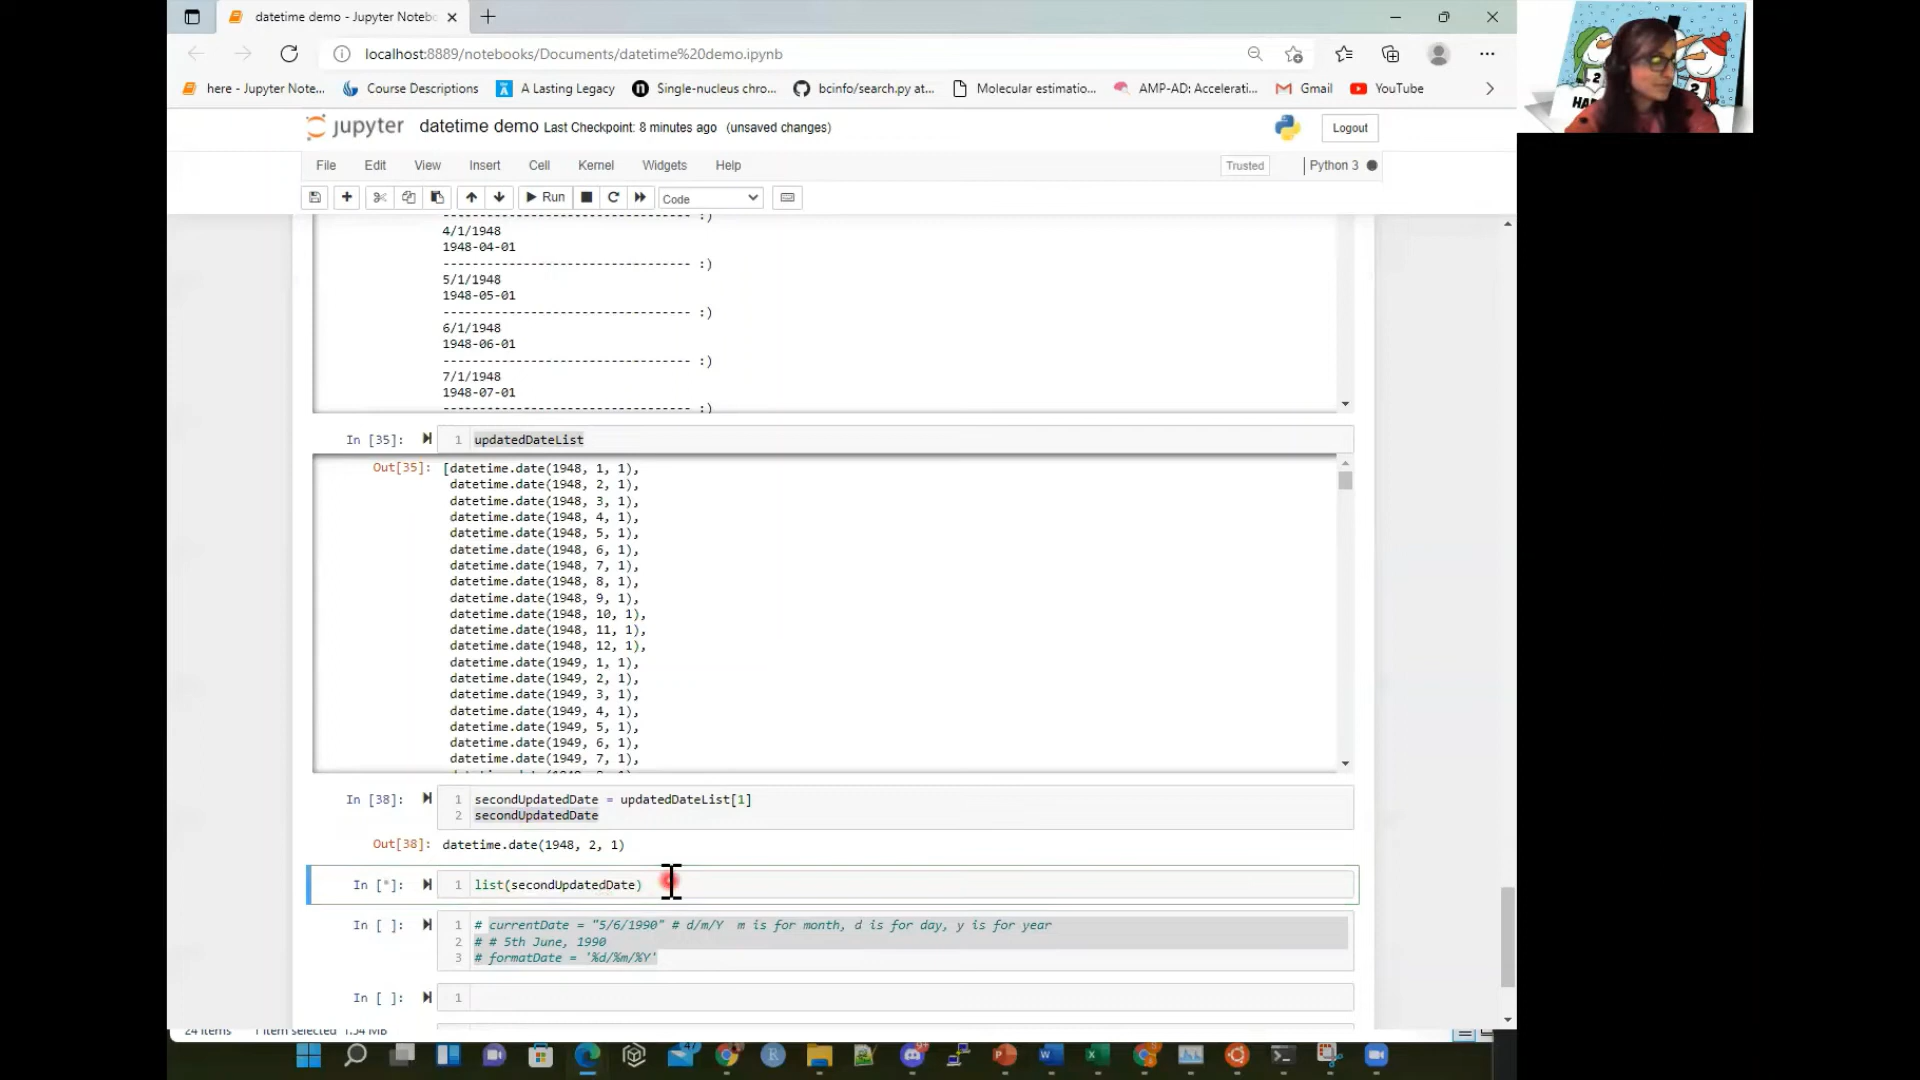 datetime demo - Jupyter Notebo
localhost:8889/notebooks/Documents/datetime%20demo.ipynb
here - Jupyter Note...
Course Descriptions
A Lasting Legacy
Single-nucleus chro...
bcinfo/search.py at...
Molecular estimatio...
AMP-AD: Accelerati...
Gmail
YouTube
jupyter datetime demo Last Checkpoint: 8 minutes ago (unsaved changes)
Logout
File Edit View Insert Cell Kernel Widgets Help
Trusted
Python 3
Run
Code
---------------------------------- :)
4/1/1948
1948-04-01
---------------------------------- :)
5/1/1948
1948-05-01
---------------------------------- :)
6/1/1948
1948-06-01
---------------------------------- :)
7/1/1948
1948-07-01
---------------------------------- :)
In [35]: 1 updatedDateList
Out[35]: [datetime.date(1948, 1, 1),
datetime.date(1948, 2, 1),
datetime.date(1948, 3, 1),
datetime.date(1948, 4, 1),
datetime.date(1948, 5, 1),
datetime.date(1948, 6, 1),
datetime.date(1948, 7, 1),
datetime.date(1948, 8, 1),
datetime.date(1948, 9, 1),
datetime.date(1948, 10, 1),
datetime.date(1948, 11, 1),
datetime.date(1948, 12, 1),
datetime.date(1949, 1, 1),
datetime.date(1949, 2, 1),
datetime.date(1949, 3, 1),
datetime.date(1949, 4, 1),
datetime.date(1949, 5, 1),
datetime.date(1949, 6, 1),
datetime.date(1949, 7, 1),
In [38]: 1 secondUpdatedDate = updatedDateList[1]
2 secondUpdatedDate
Out[38]: datetime.date(1948, 2, 1)
In [*]: 1 list(secondUpdatedDate)
In [ ]: 1 # currentDate = "5/6/1990" # d/m/Y m is for month, d is for day, y is for year
2 # # 5th June, 1990
3 # formatDate = '%d/%m/%Y'
In [ ]: 1
24 items 1 item selected 1.54 MB